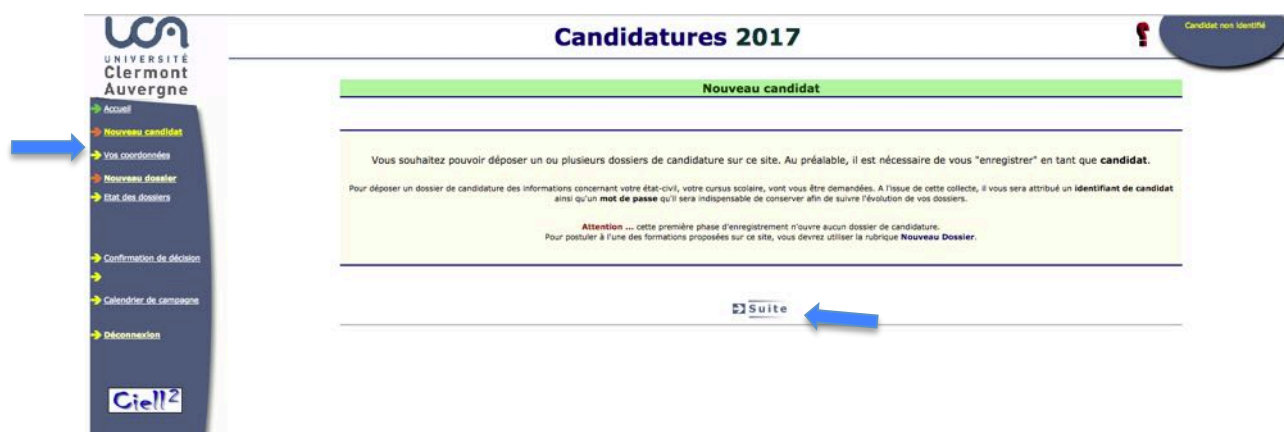 uca
UNIVERSITÉ
Clermont
Auvergne
Candidatures 2017
?
Candidat non identifié
Accueil
Nouveau candidat
Vos coordonnées
Nouveau dossier
Etat des dossiers
Confirmation de décision
Calendrier de campagne
Déconnexion
Ciell2
Nouveau candidat
Vous souhaitez pouvoir déposer un ou plusieurs dossiers de candidature sur ce site. Au préalable, il est nécessaire de vous "enregistrer" en tant que candidat.
Pour déposer un dossier de candidature des informations concernant votre état-civil, votre cursus scolaire, vont vous être demandées. A l'issue de cette collecte, il vous sera attribué un identifiant de candidat
ainsi qu'un mot de passe qu'il sera indispensable de conserver afin de suivre l'évolution de vos dossiers.
Attention ... cette première phase d'enregistrement n'ouvre aucun dossier de candidature.
Pour postuler à l'une des formations proposées sur ce site, vous devrez utiliser la rubrique Nouveau Dossier.
Suite